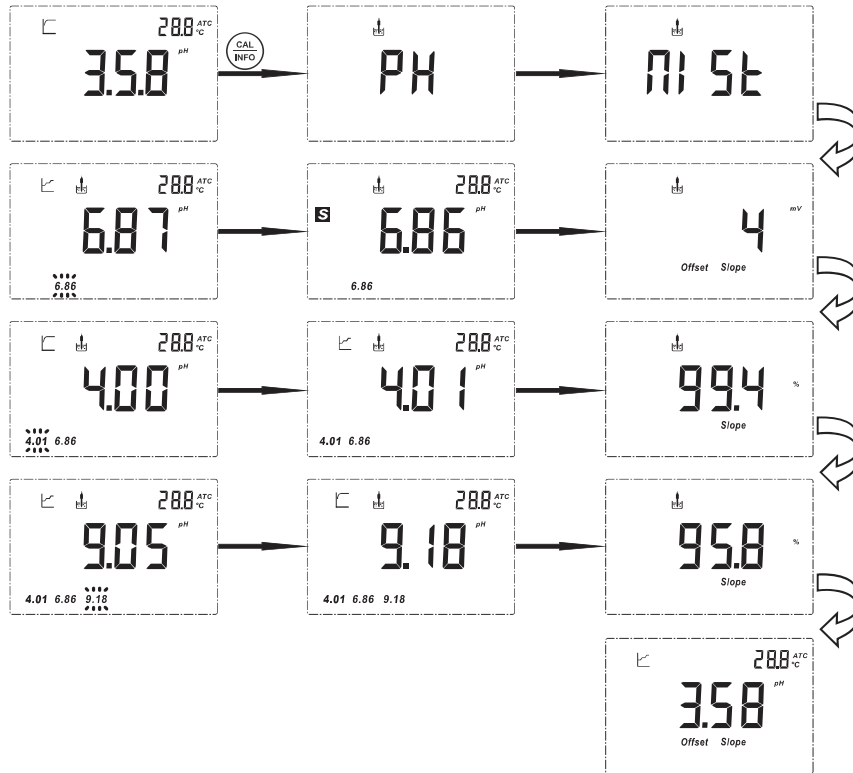 28.8 ATC °C
3.5.8 pH
CAL
INFO
PH
NI St
28.8 ATC °C
6.87 pH
6.86
28.8 ATC °C
S 6.86 pH
6.86
4 mV
Offset Slope
28.8 ATC °C
4.00 pH
4.01 6.86
28.8 ATC °C
4.01 pH
4.01 6.86
99.4 %
Slope
28.8 ATC °C
9.05 pH
4.01 6.86 9.18
28.8 ATC °C
9.18 pH
4.01 6.86 9.18
95.8 %
Slope
28.8 ATC °C
3.58 pH
Offset Slope